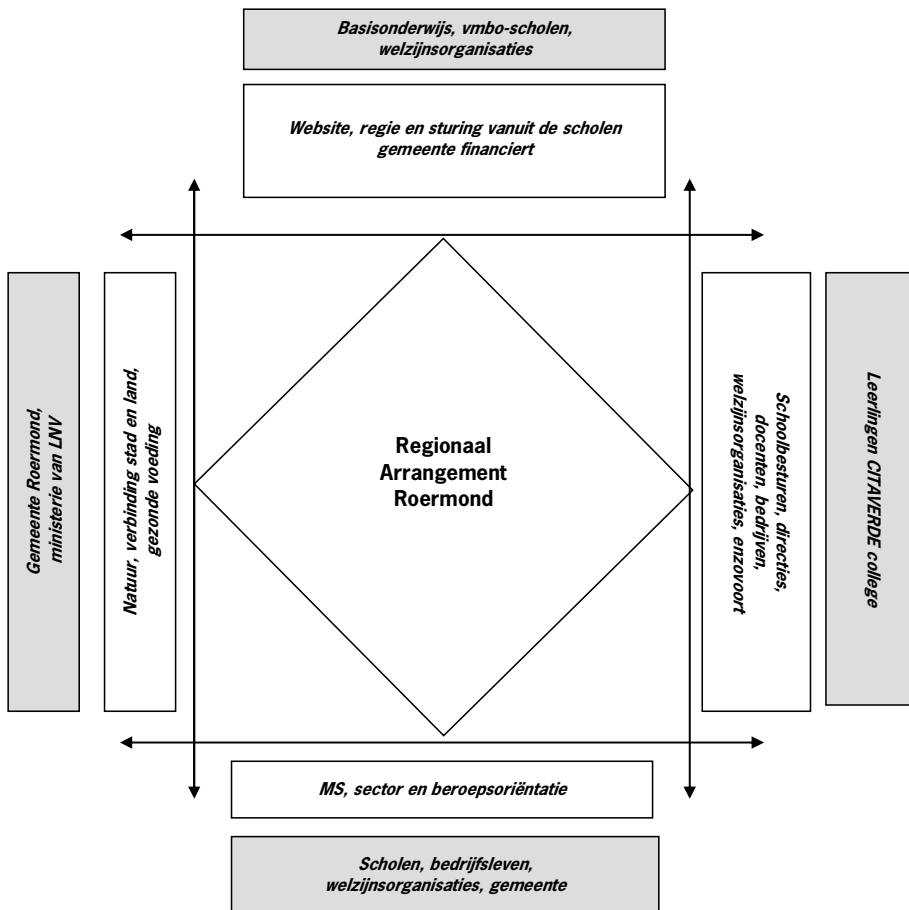 Basisonderwijs, vmbo-scholen,
welzijnsorganisaties
Website, regie en sturing vanuit de scholen
gemeente financiert
Gemeente Roermond,
ministerie van LNV
Natuur, verbinding stad en land,
gezonde voeding
Regionaal
Arrangement
Roermond
Schoolbesturen, directies,
docenten, bedrijven,
welzijnsorganisaties, enzovoort
Leerlingen CITAVERDE college
MS, sector en beroepsoriëntatie
Scholen, bedrijfsleven,
welzijnsorganisaties, gemeente